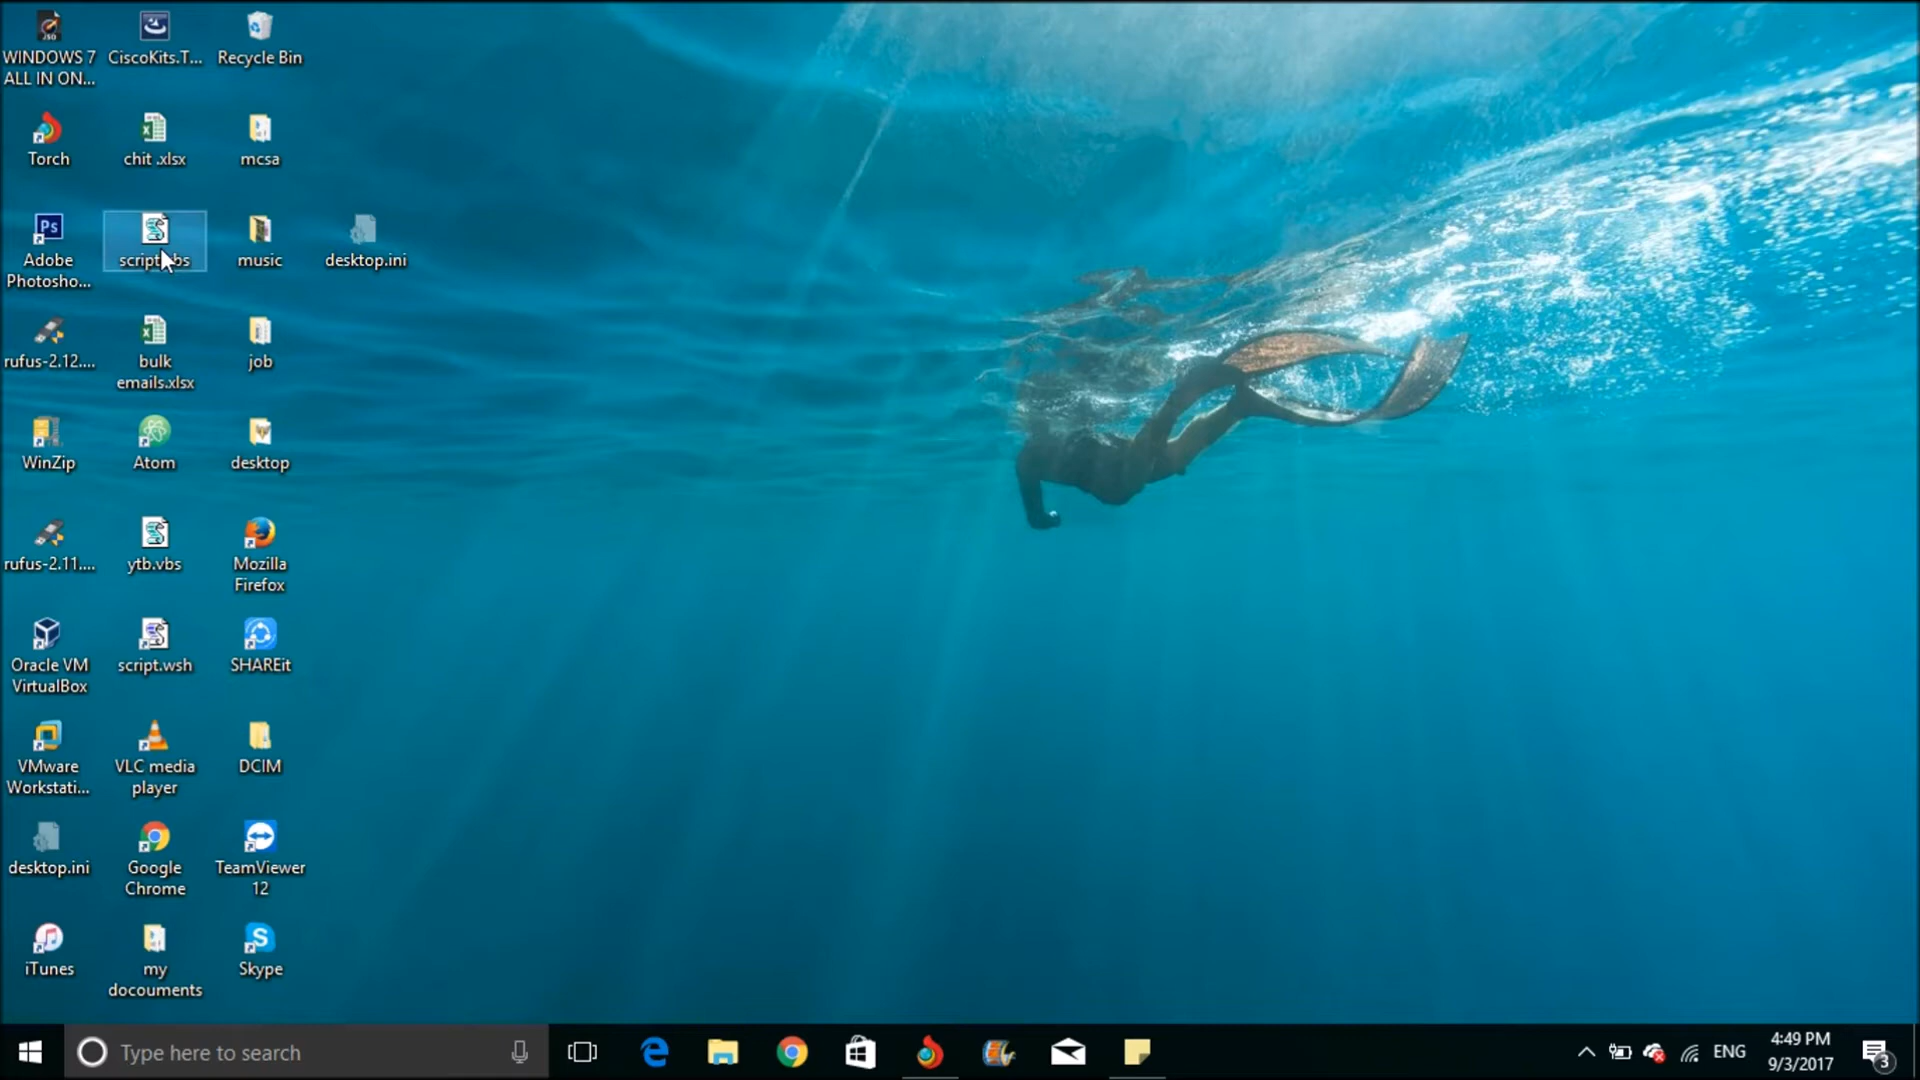 WINDOWS 7
ALL IN ON...
CiscoKits.T...
Recycle Bin
Torch
chit .xlsx
mcsa
Ps
Adobe
Photosho...
music
desktop.ini
rufus-2.12....
bulk
emails.xlsx
job
WinZip
Atom
desktop
rufus-2.11....
ytb.vbs
Mozilla
Firefox
Oracle VM
VirtualBox
script.wsh
SHAREit
VMware
Workstati...
VLC media
player
DCIM
desktop.ini
Google
Chrome
TeamViewer
12
iTunes
my
docouments
Skype
Type here to search
ENG
4:49 PM
9/3/2017
3